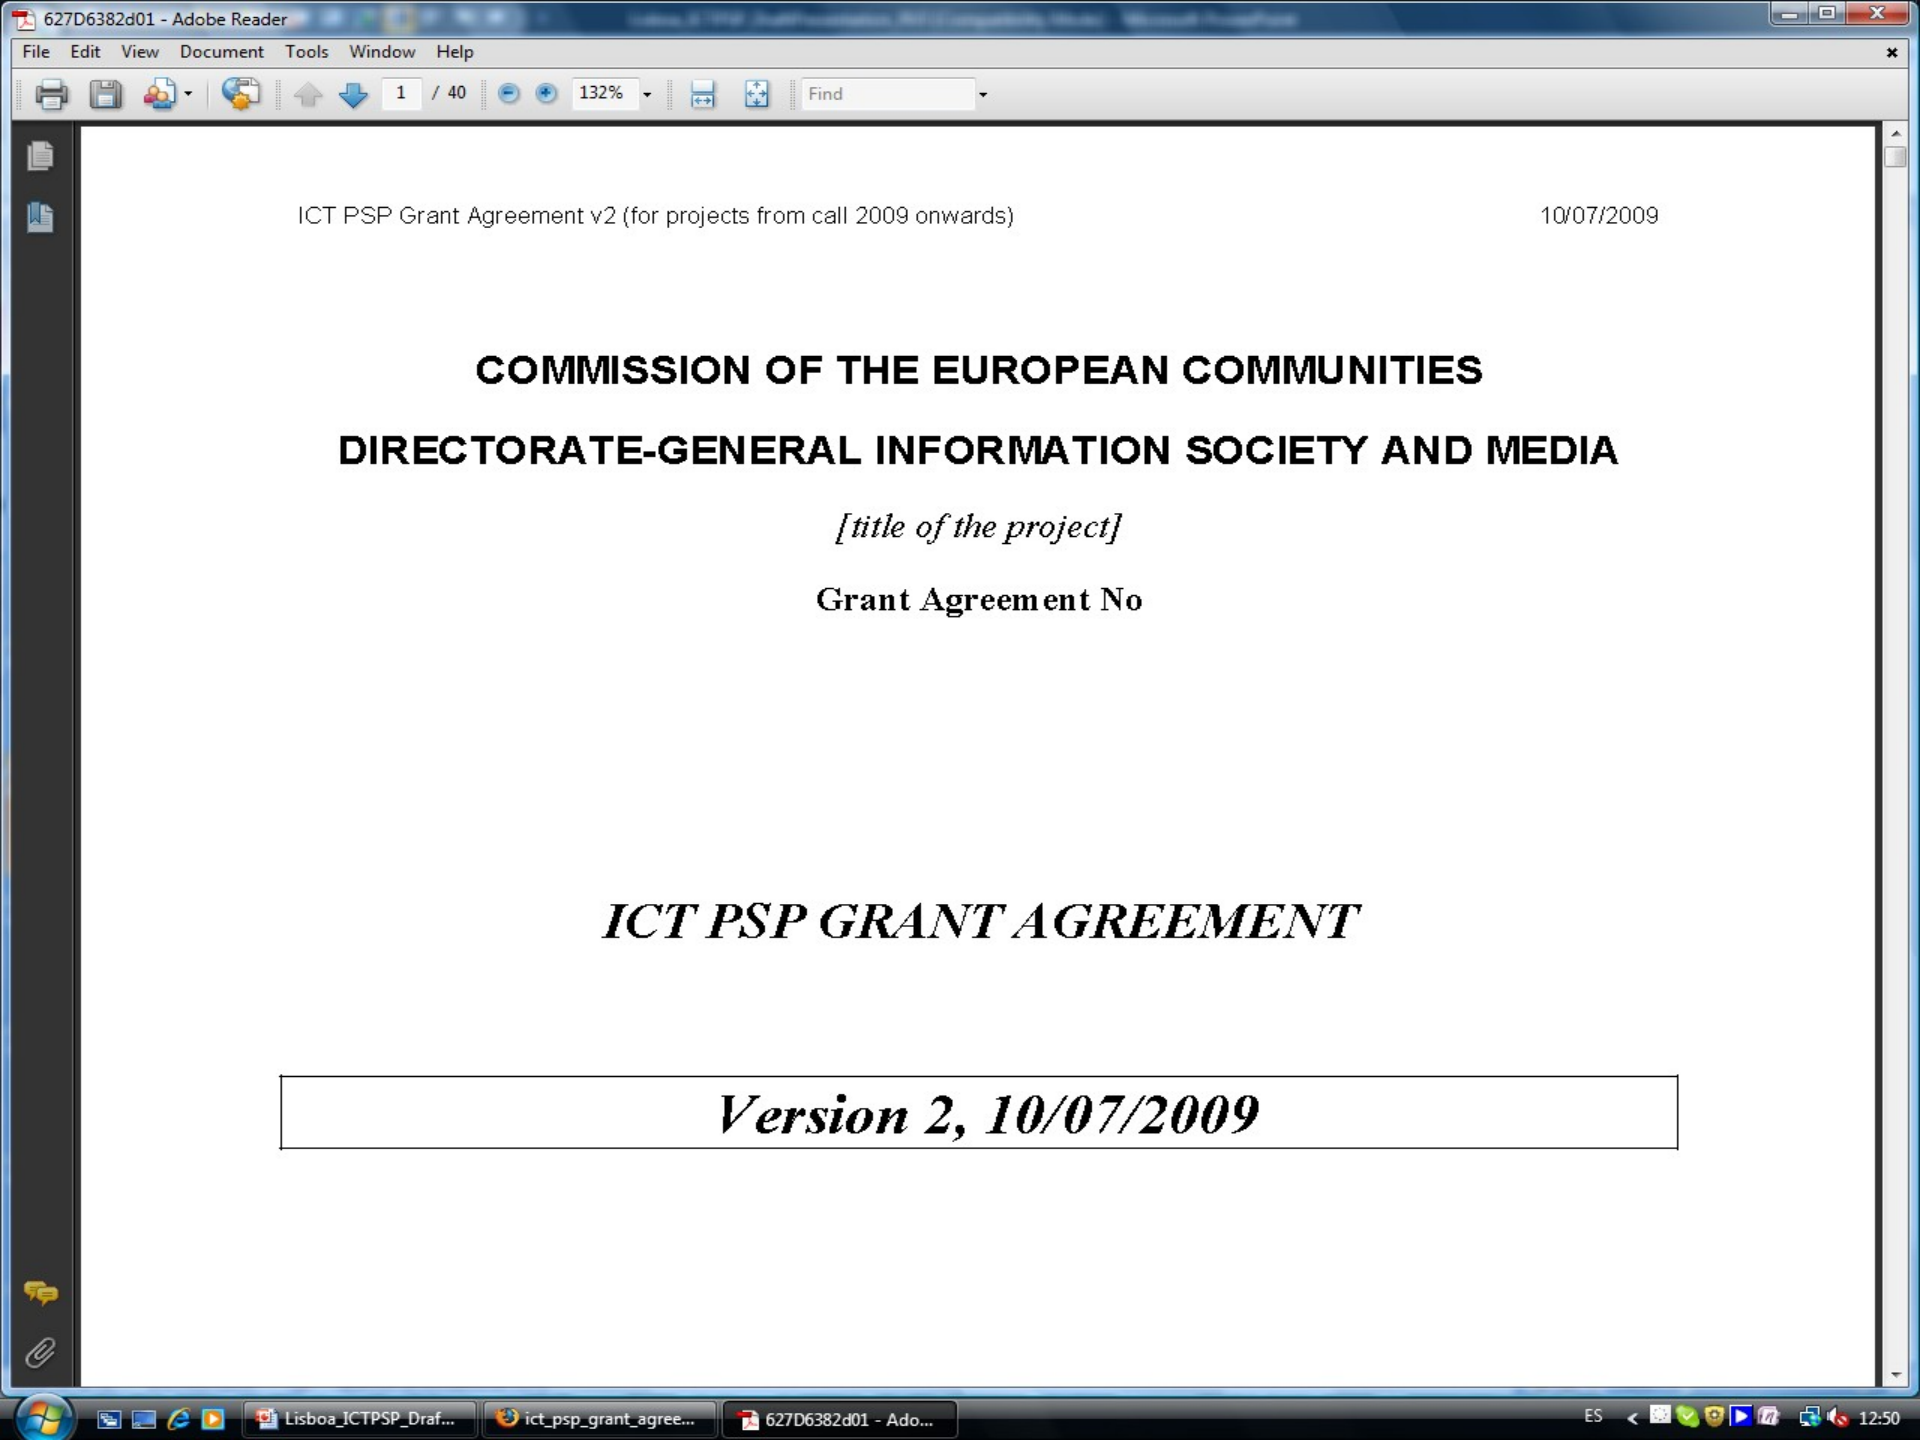 627D6382d01 - Adobe Reader
File Edit View Document Tools Window Help
1 / 40 132% Find
ICT PSP Grant Agreement v2 (for projects from call 2009 onwards) 10/07/2009
COMMISSION OF THE EUROPEAN COMMUNITIES
DIRECTORATE-GENERAL INFORMATION SOCIETY AND MEDIA
[title of the project]
Grant Agreement No
ICT PSP GRANT AGREEMENT
Version 2, 10/07/2009
Lisboa_ICTPSP_Draf... ict_psp_grant_agree... 627D6382d01 - Ado... ES 12:50